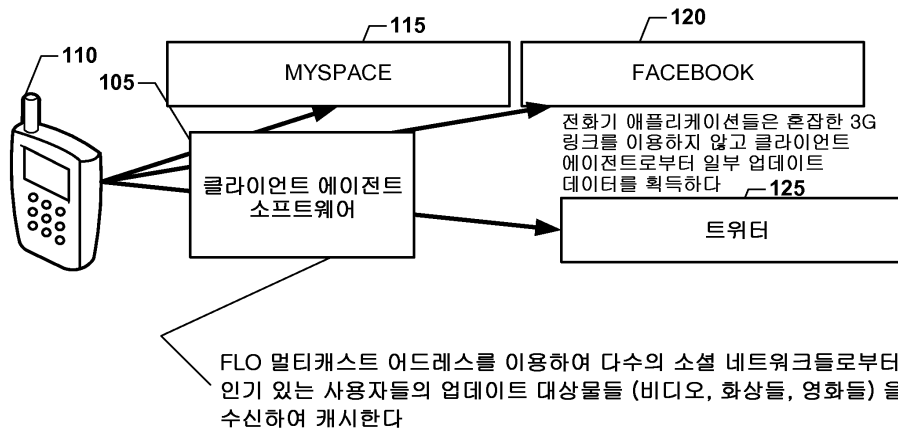 115
120
110
105
MYSPACE
FACEBOOK
전화기 애플리케이션들은 혼잡한 3G
링크를 이용하지 않고 클라이언트
에이전트로부터 일부 업데이트
데이터를 획득하다
125
클라이언트 에이전트
소프트웨어
트위터
FLO 멀티캐스트 어드레스를 이용하여 다수의 소셜 네트워크들로부터
인기 있는 사용자들의 업데이트 대상물들 (비디오, 화상들, 영화들) 을
수신하여 캐시한다